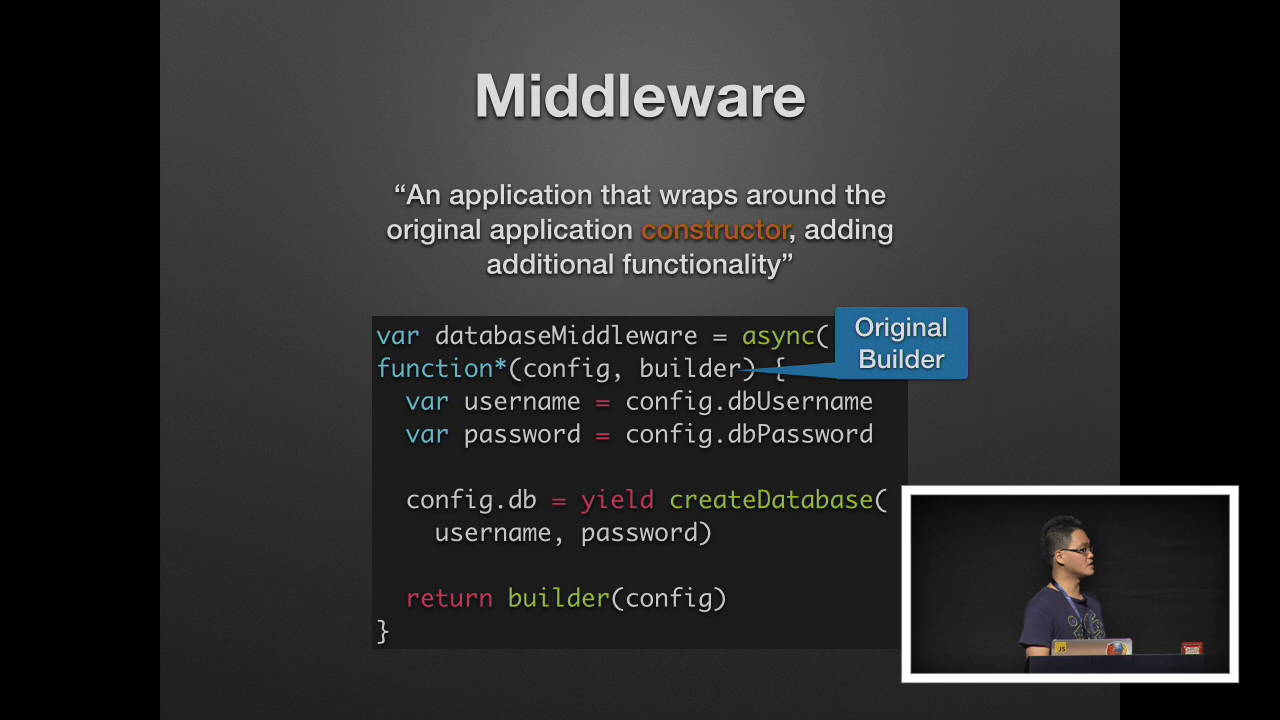 Middleware
“An application that wraps around the
original application constructor, adding
additional functionality”
var databaseMiddleware = async(
function*(config, builder) {
var username = config.dbUsername
var password = config.dbPassword
config.db = yield createDatabase(
username, password)
return builder(config)
}
Original
Builder
JS